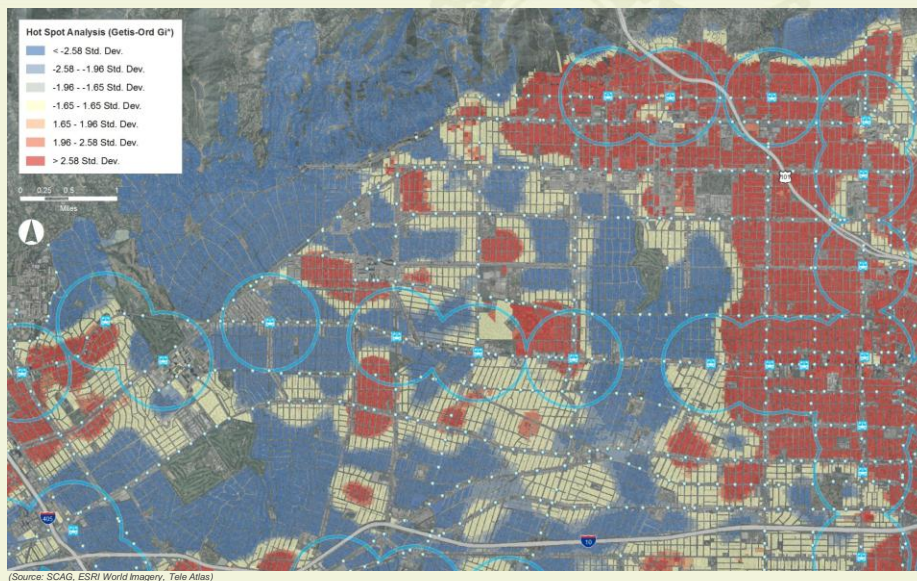 Hot Spot Analysis (Getis-Ord Gi*)
< -2.58 Std. Dev.
-2.58 - -1.96 Std. Dev.
-1.96 - -1.65 Std. Dev.
-1.65 - 1.65 Std. Dev.
1.65 - 1.96 Std. Dev.
1.96 - 2.58 Std. Dev.
> 2.58 Std. Dev.
0 0.25 0.5 1
Miles
101
405
10
(Source: SCAG, ESRI World Imagery, Tele Atlas)